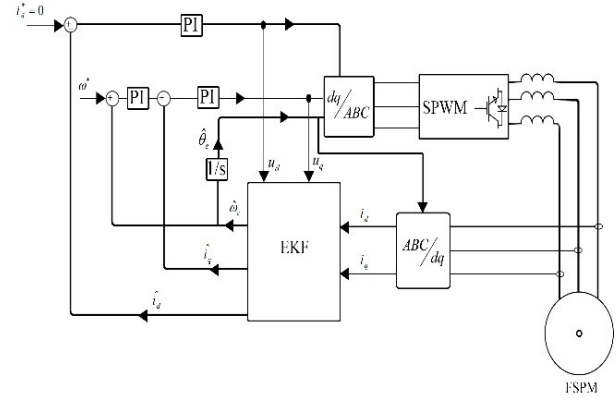 i*d=0
PI
ω*
PI
PI
dq/ABC
SPWM
θ̂e
1/s
ud
uq
ω̂e
EKF
id
ABC/dq
îq
iq
îd
FSPM